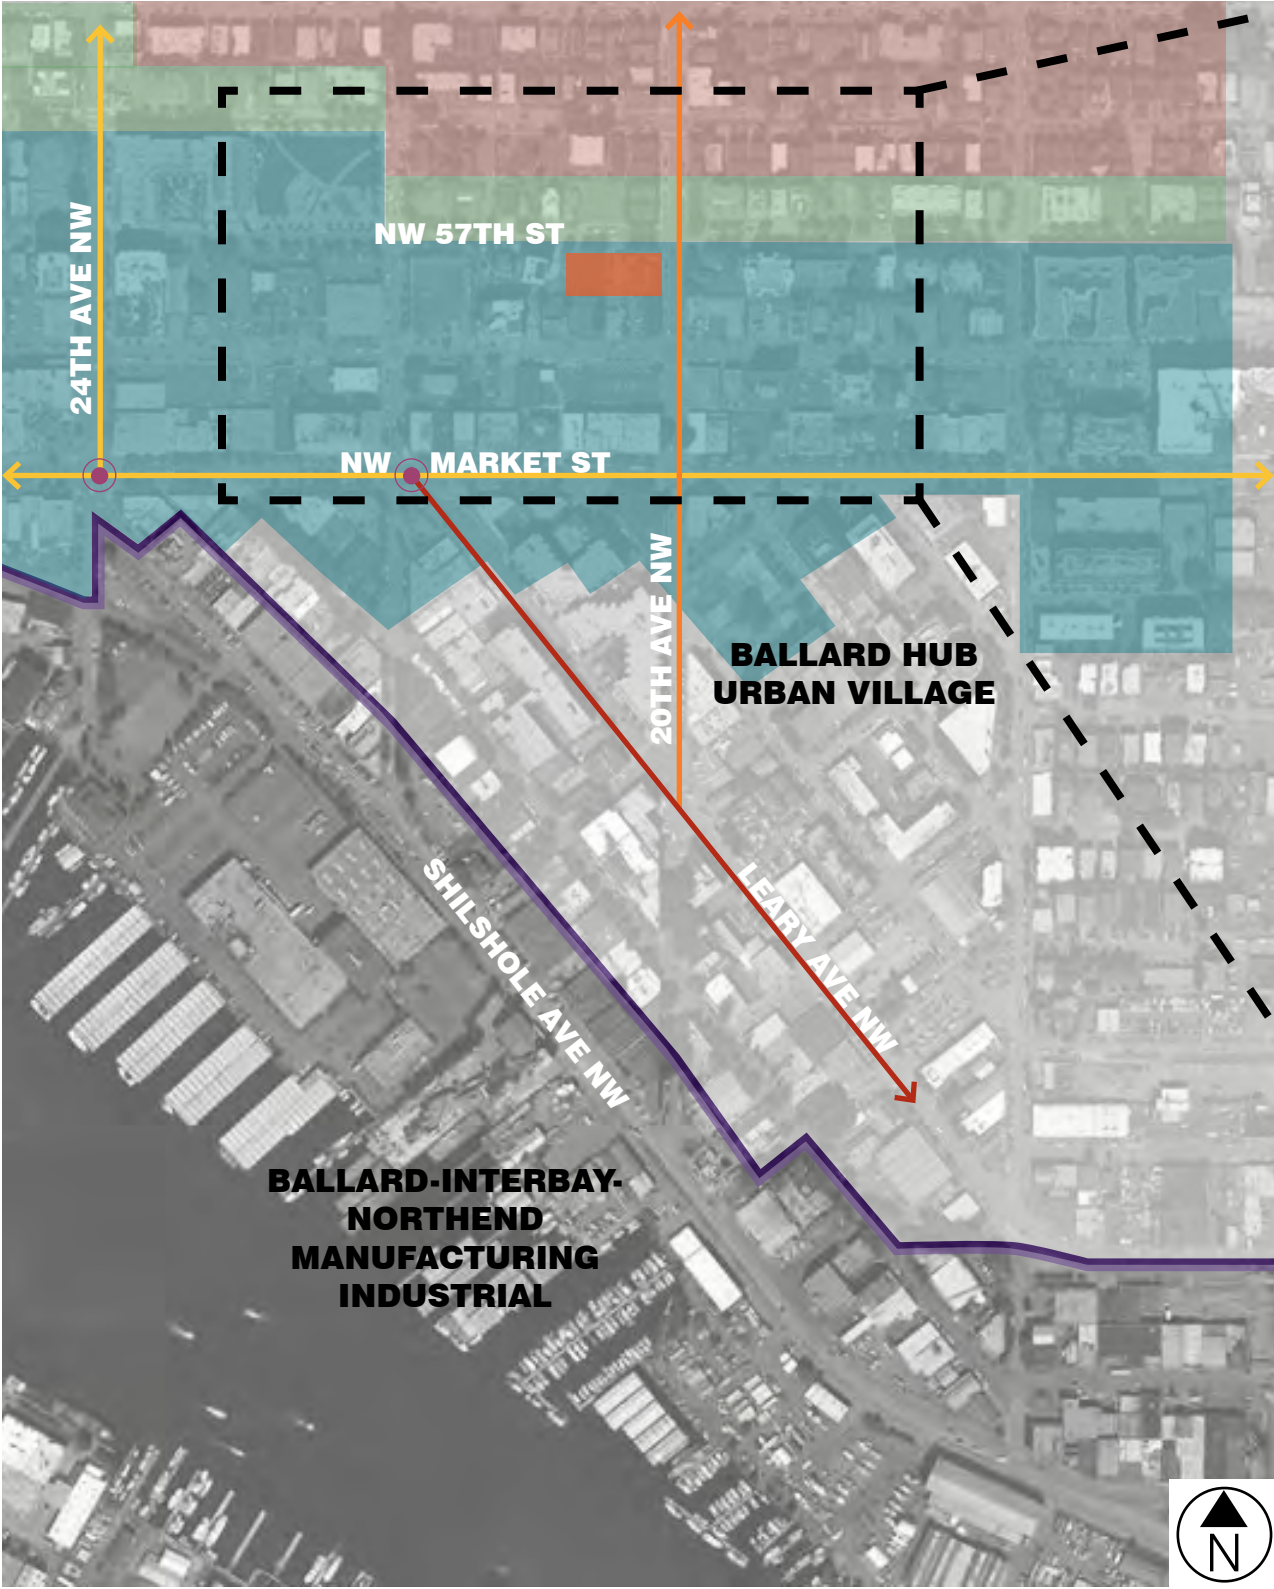 24TH AVE NW
NW 57TH ST
NW MARKET ST
20TH AVE NW
BALLARD HUB
URBAN VILLAGE
LEARY AVE NW
SHILSHOLE AVE NW
BALLARD-INTERBAY-
NORTHEND
MANUFACTURING
INDUSTRIAL
N